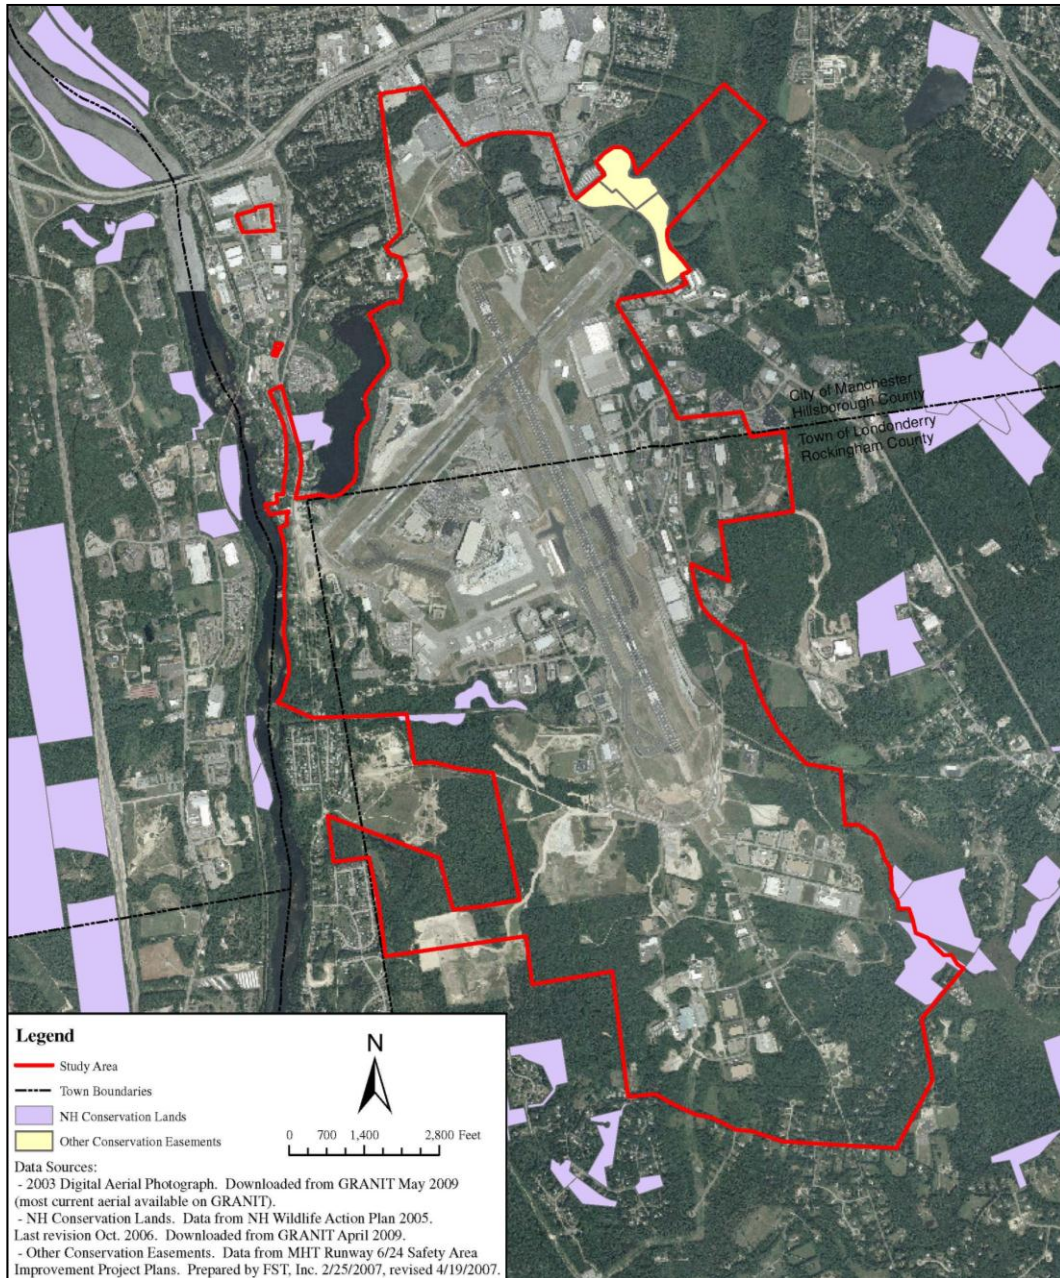 City of Manchester
Hillsborough County
Town of Londonderry
Rockingham County
Legend
Study Area
Town Boundaries
NH Conservation Lands
Other Conservation Easements
N
0 700 1,400 2,800 Feet
Data Sources:
- 2003 Digital Aerial Photograph. Downloaded from GRANIT May 2009
(most current aerial available on GRANIT).
- NH Conservation Lands. Data from NH Wildlife Action Plan 2005.
Last revision Oct. 2006. Downloaded from GRANIT April 2009.
- Other Conservation Easements. Data from MHT Runway 6/24 Safety Area
Improvement Project Plans. Prepared by FST, Inc. 2/25/2007, revised 4/19/2007.